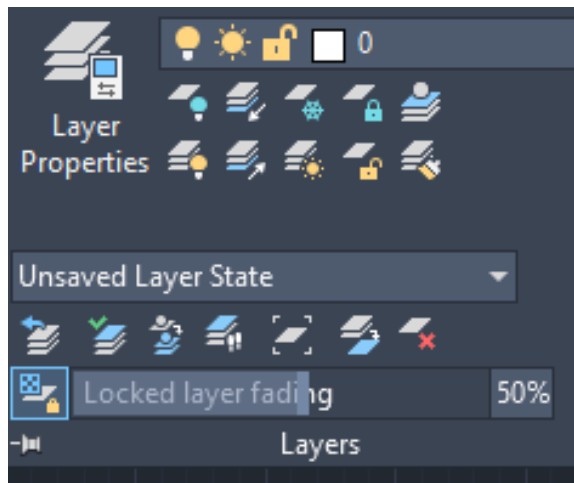 0
Layer
Properties
Unsaved Layer State
Locked layer fading
50%
Layers